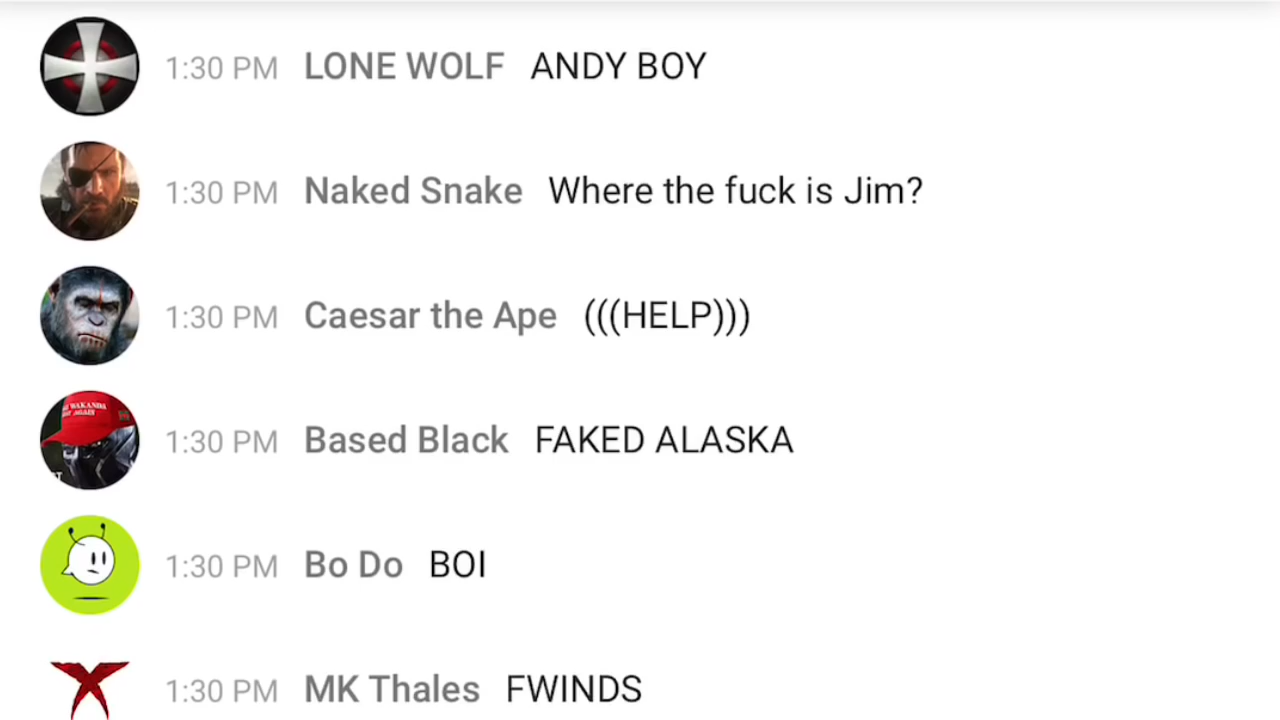 1:30 PM LONE WOLF ANDY BOY
1:30 PM Naked Snake Where the fuck is Jim?
1:30 PM Caesar the Ape (((HELP)))
1:30 PM Based Black FAKED ALASKA
1:30 PM Bo Do BOI
1:30 PM MK Thales FWINDS